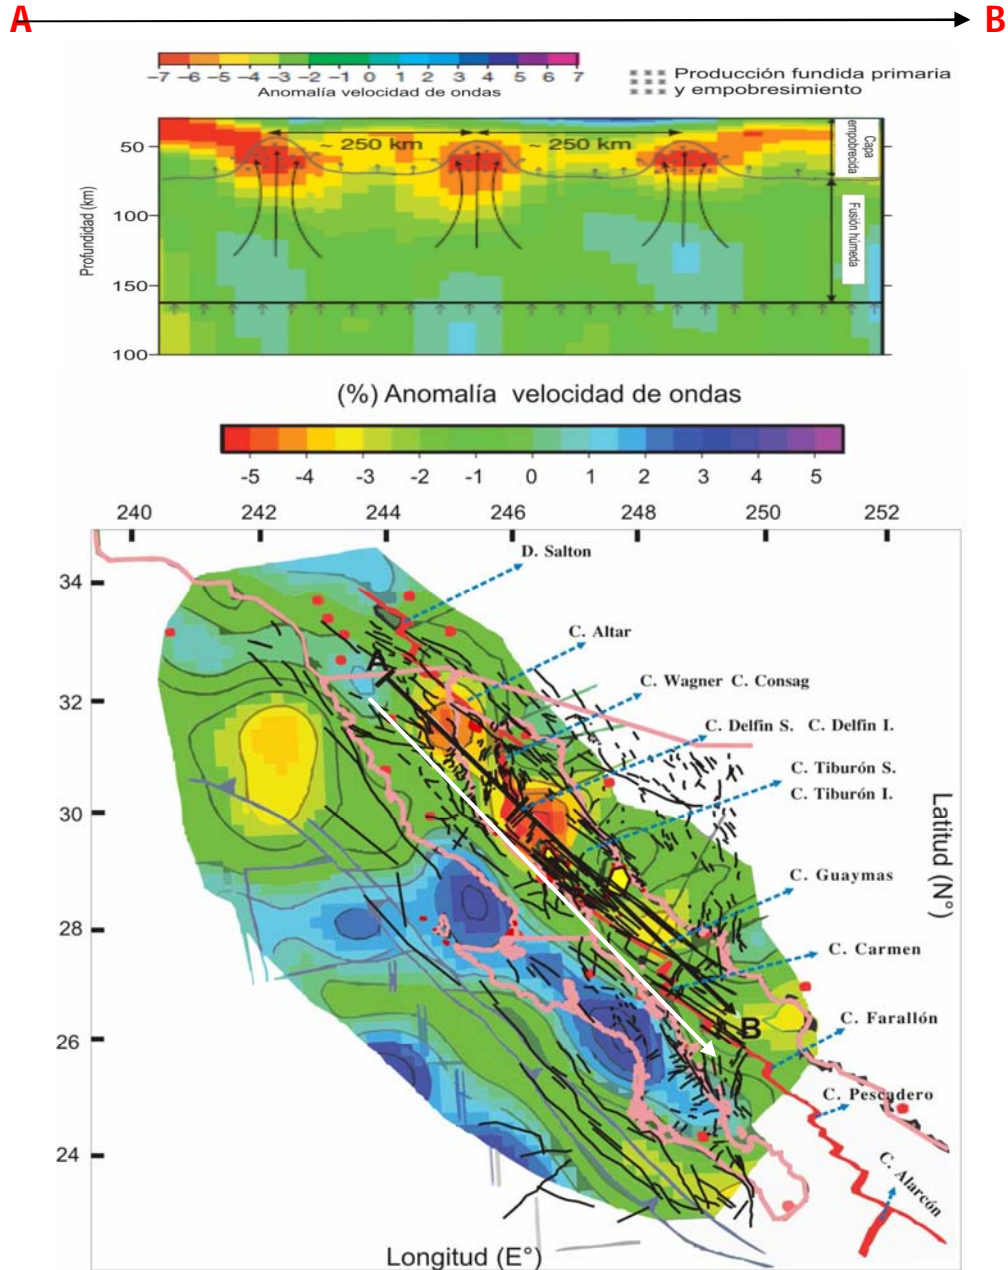 A B
–7 –6 –5 –4 –3 –2 –1 0 1 2 3 4 5 6 7
Anomalía velocidad de ondas
Producción fundida primaria
y empobresimiento
~ 250 km ~ 250 km
Capa
empobrecida
Fusión húmeda
Profundidad (km)
50
100
150
100
(%) Anomalía velocidad de ondas
-5 -4 -3 -2 -1 0 1 2 3 4 5
240 242 244 246 248 250 252
34
32
30
28
26
24
D. Salton
C. Altar
C. Wagner C. Consag
C. Delfín S. C. Delfín I.
C. Tiburón S.
C. Tiburón I.
C. Guaymas
C. Carmen
C. Farallón
C. Pescadero
C. Alarcón
A
B
Latitud (N°)
Longitud (E°)